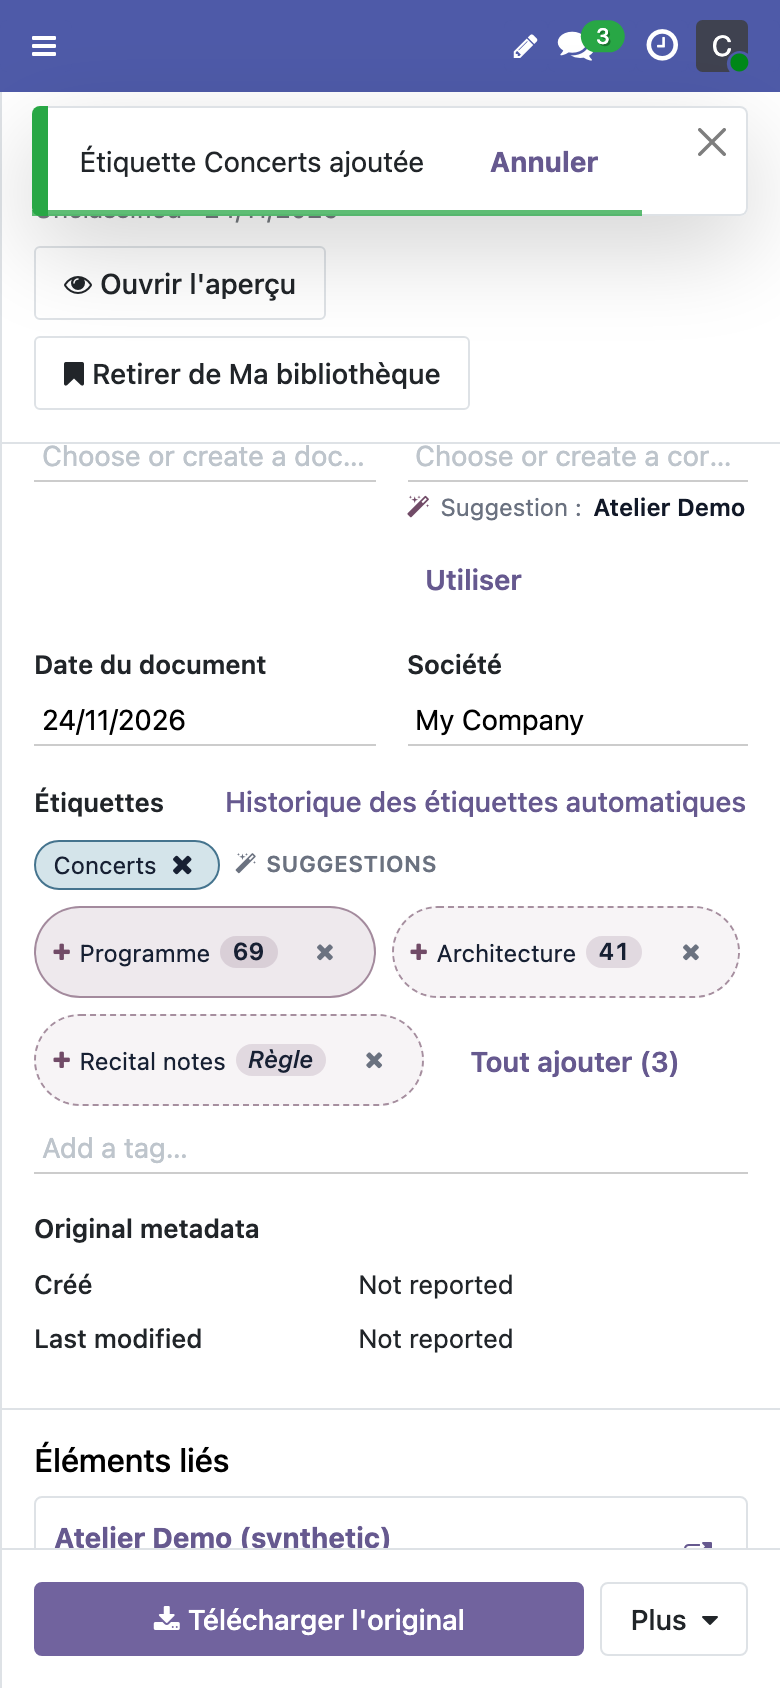 3
C
Étiquette Concerts ajoutée
Annuler
Ouvrir l'aperçu
Retirer de Ma bibliothèque
Choose or create a doc...
Choose or create a cor...
Suggestion : Atelier Demo
Utiliser
Date du document
Société
24/11/2026
My Company
Étiquettes
Historique des étiquettes automatiques
Concerts
SUGGESTIONS
Programme 69
Architecture 41
Recital notes Règle
Tout ajouter (3)
Add a tag...
Original metadata
Créé
Not reported
Last modified
Not reported
Éléments liés
Atelier Demo (synthetic)
Télécharger l'original
Plus